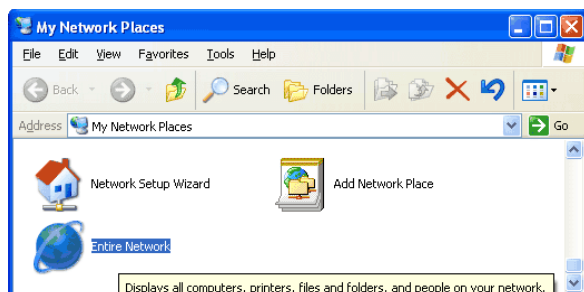 My Network Places
File Edit View Favorites Tools Help
Back Search Folders
Address My Network Places Go
Network Setup Wizard Add Network Place
Entire Network
Displays all computers, printers, files and folders, and people on your network.